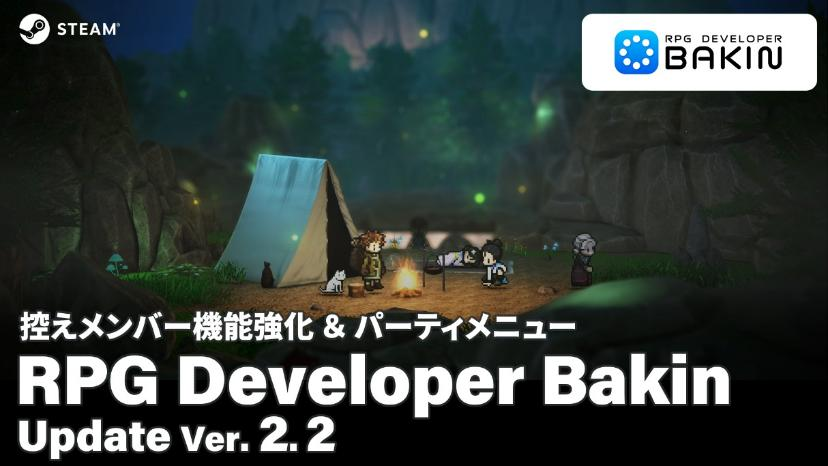 STEAM®
RPG DEVELOPER
BAKIN
控えメンバー機能強化 & パーティメニュー
RPG Developer Bakin
Update Ver. 2.2